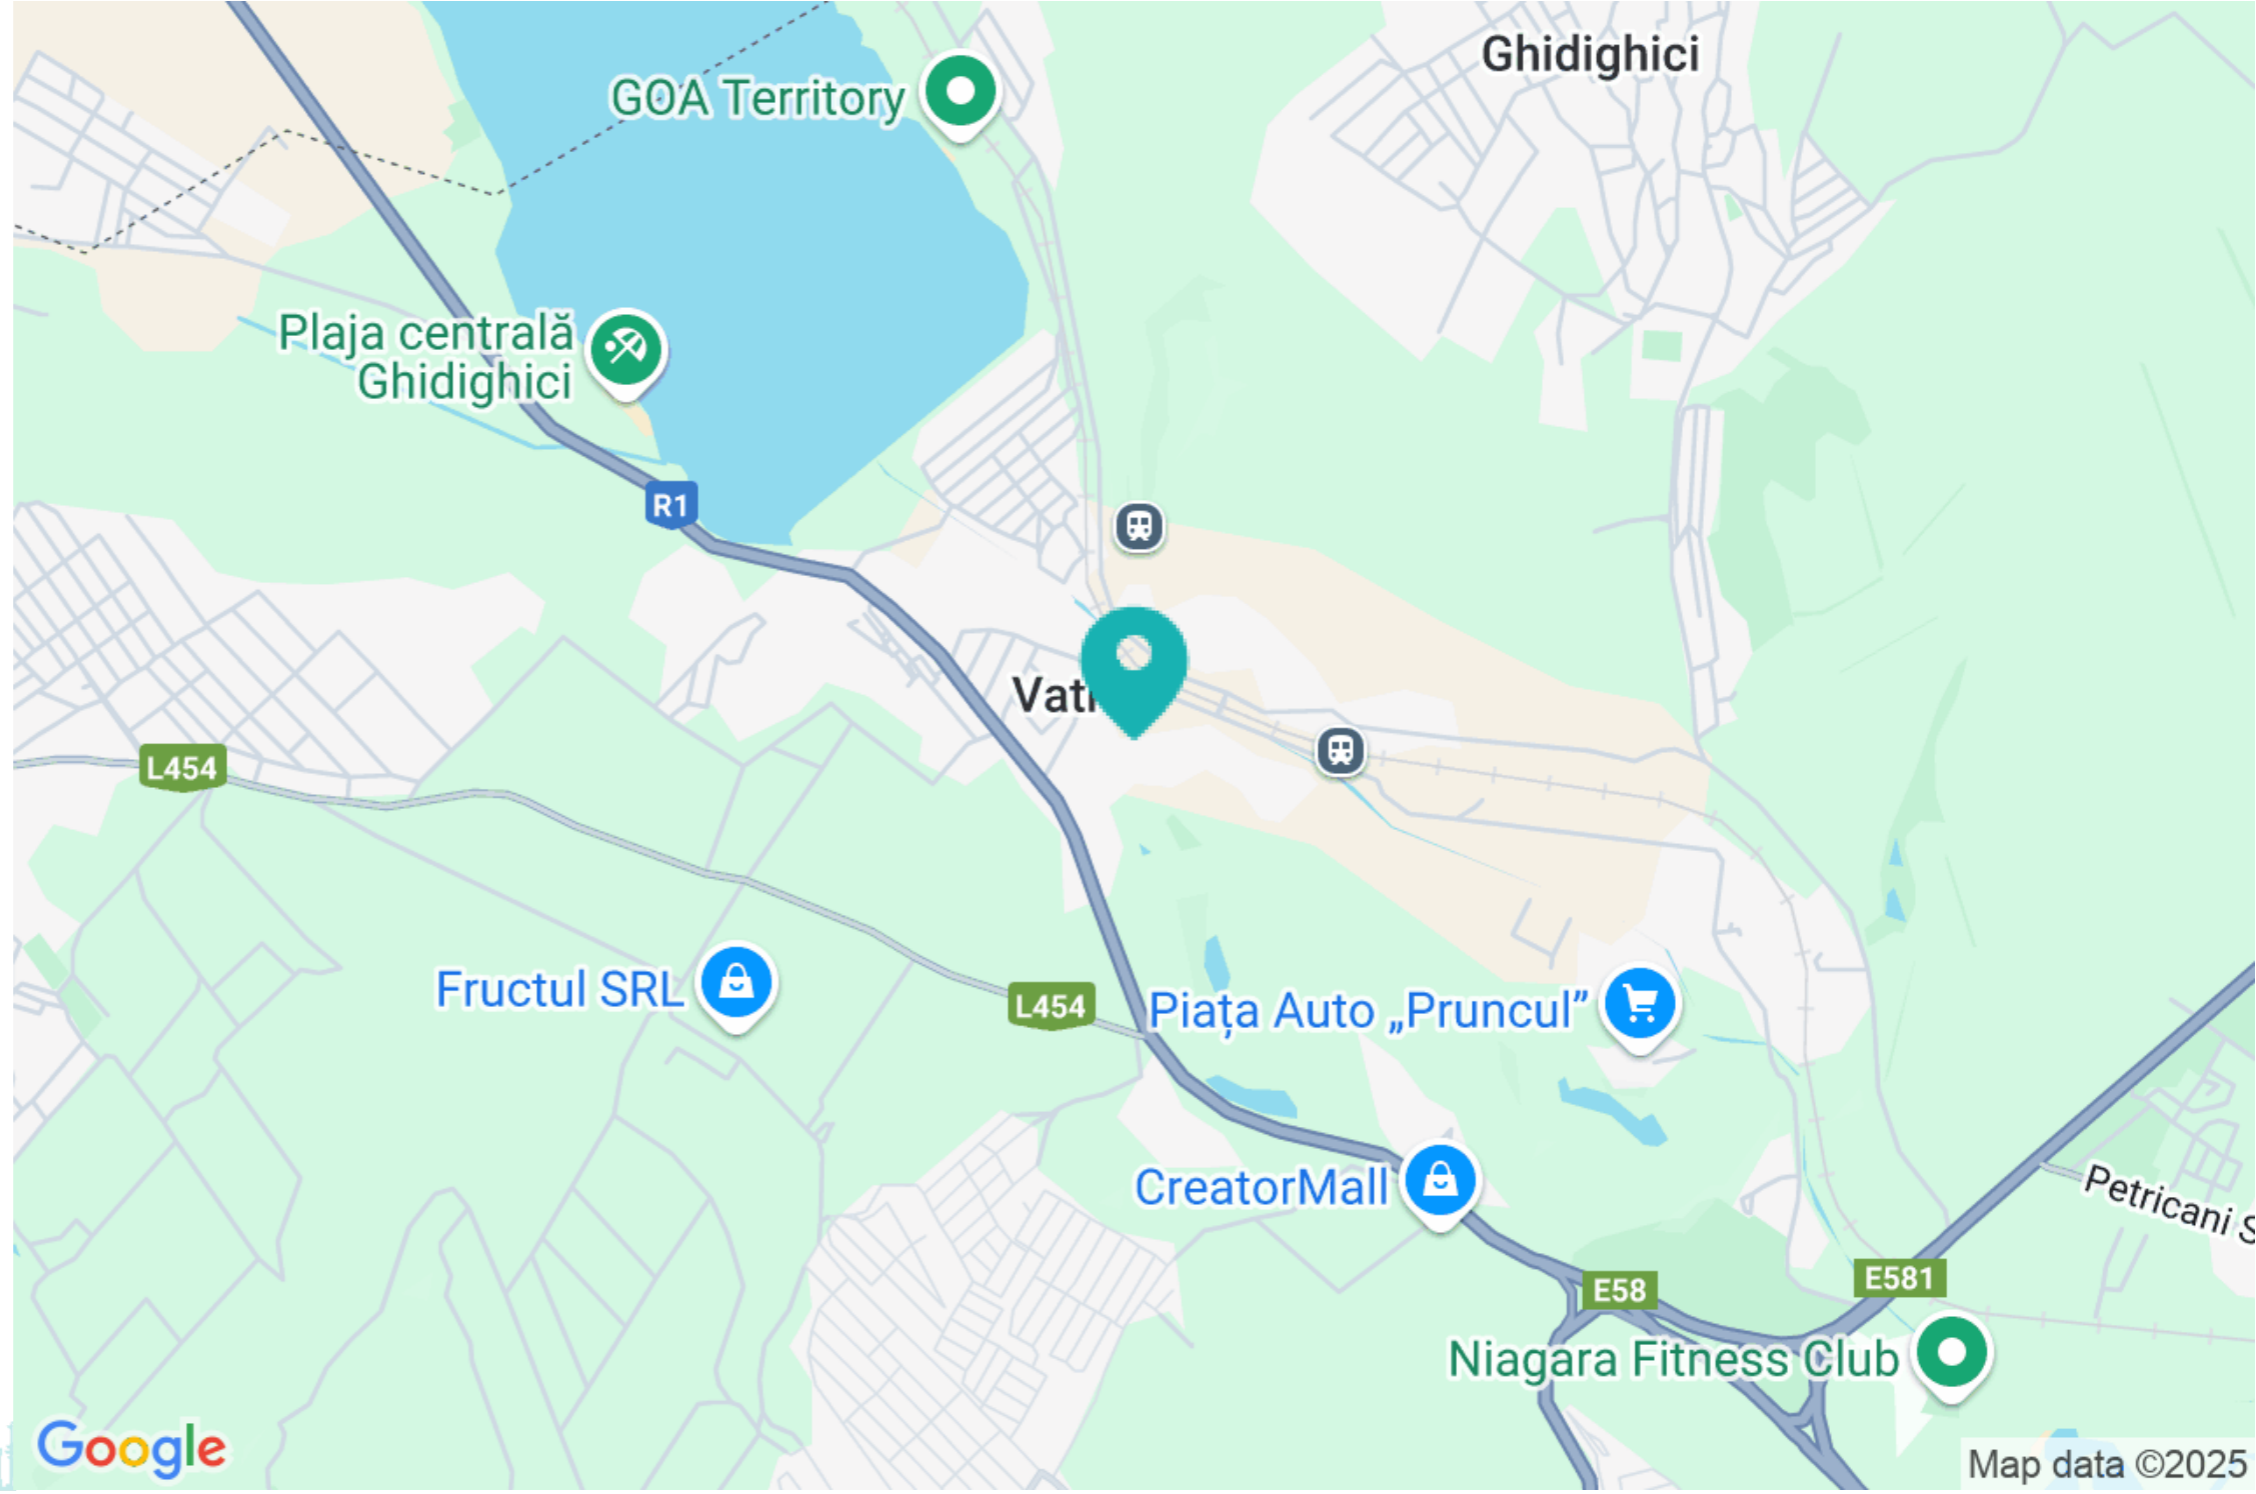 Ghidighici
GOA Territory
Plaja centrală
Ghidighici
R1
L454
Fructul SRL
L454
Piața Auto „Pruncul”
CreatorMall
E58
E581
Niagara Fitness Club
Google
Map data ©2025